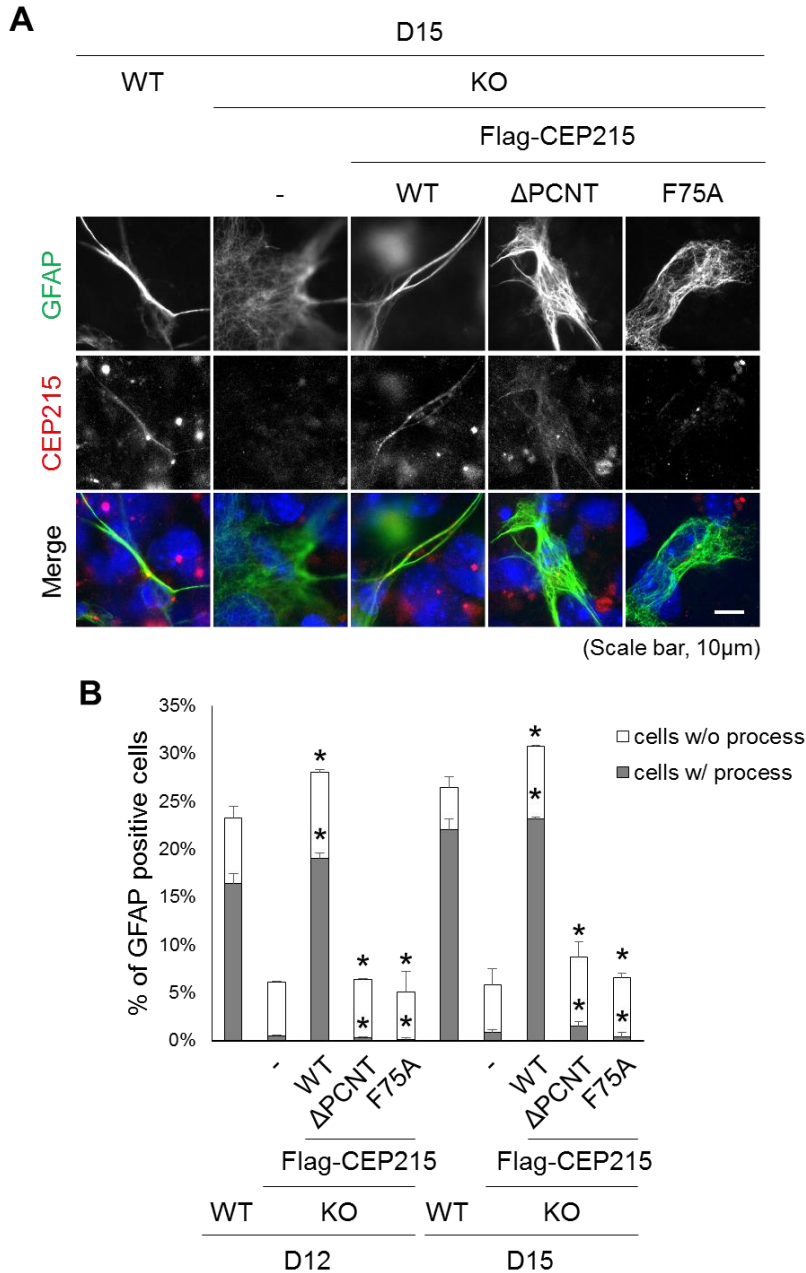 A
D15
WT KO
Flag-CEP215
- WT ΔPCNT F75A
GFAP
CEP215
Merge
(Scale bar, 10μm)
B
% of GFAP positive cells
35%
30%
25%
20%
15%
10%
5%
0%
* * * * * * * * * * * *
cells w/o process
cells w/ process
- WT ΔPCNT F75A - WT ΔPCNT F75A
Flag-CEP215 Flag-CEP215
WT KO WT KO
D12 D15